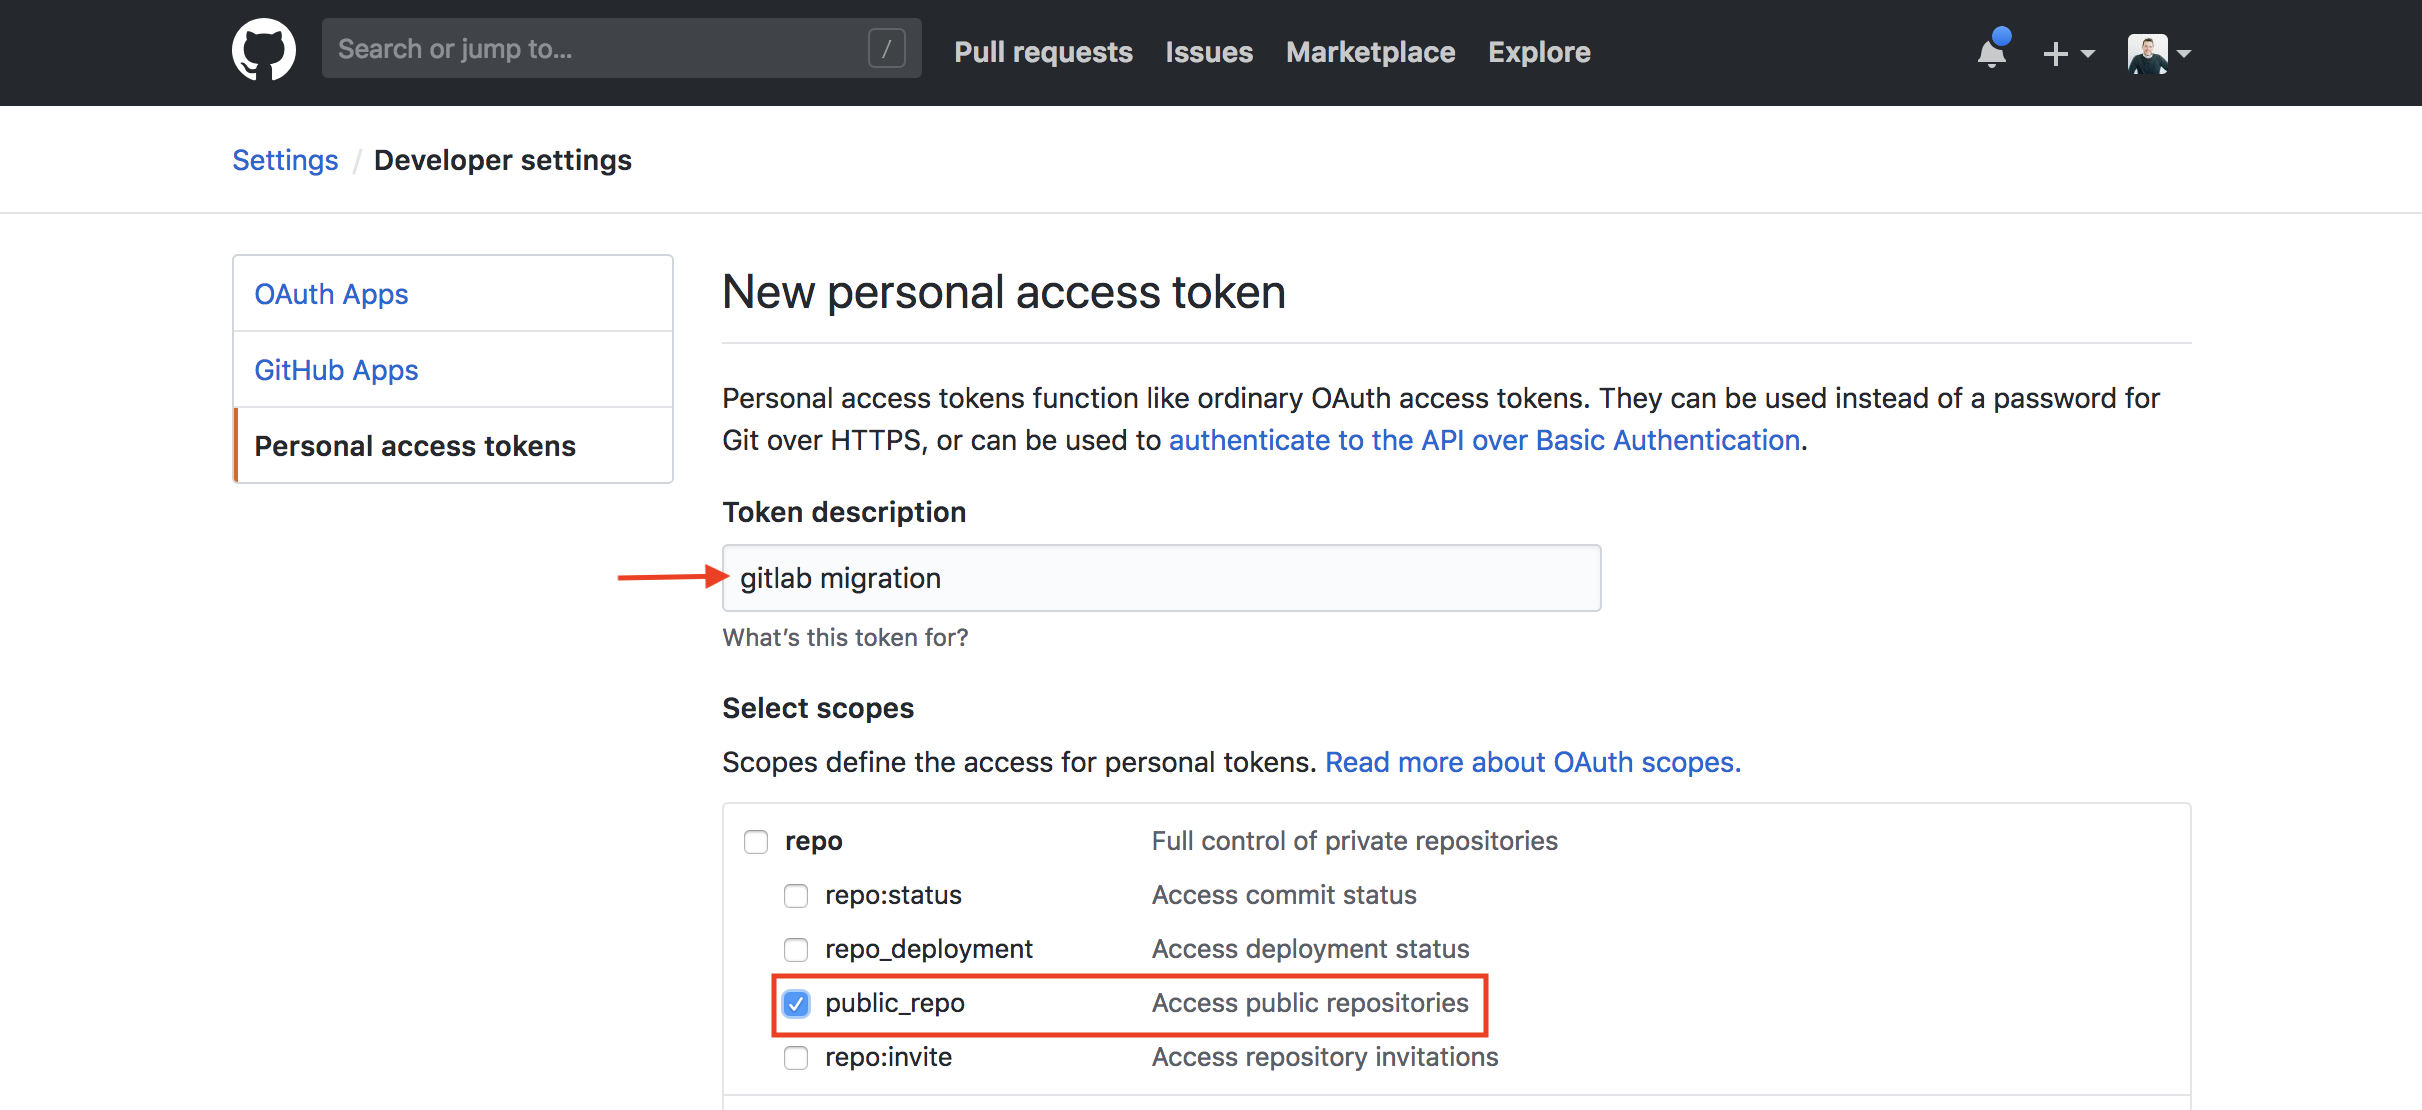 Search or jump to...
/
Pull requests Issues Marketplace Explore
Settings / Developer settings
OAuth Apps
GitHub Apps
Personal access tokens
New personal access token
Personal access tokens function like ordinary OAuth access tokens. They can be used instead of a password for
Git over HTTPS, or can be used to authenticate to the API over Basic Authentication.
Token description
gitlab migration
What’s this token for?
Select scopes
Scopes define the access for personal tokens. Read more about OAuth scopes.
repo Full control of private repositories
repo:status Access commit status
repo_deployment Access deployment status
public_repo Access public repositories
repo:invite Access repository invitations